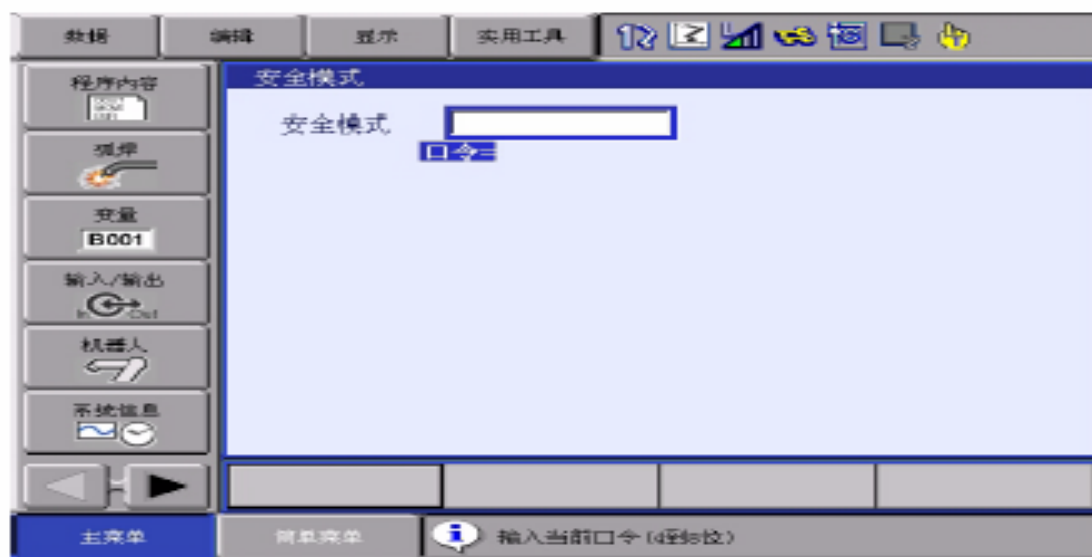 数据 编辑 显示 实用工具
程序内容
弧焊
变量
B001
输入/输出
In Out
机器人
系统信息
安全模式
安全模式
口令=
主菜单 简单菜单 输入当前口令(4到8位)